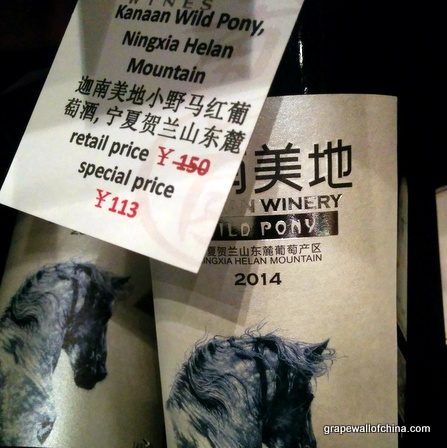 WINES
Kanaan Wild Pony,
Ningxia Helan
Mountain
迦南美地小野马红葡
萄酒, 宁夏贺兰山东麓
retail price ￥150
special price
￥113
南美地
WINERY
WILD PONY
夏贺兰山东麓葡萄产区
NINGXIA HELAN MOUNTAIN
2014
grapewallofchina.com